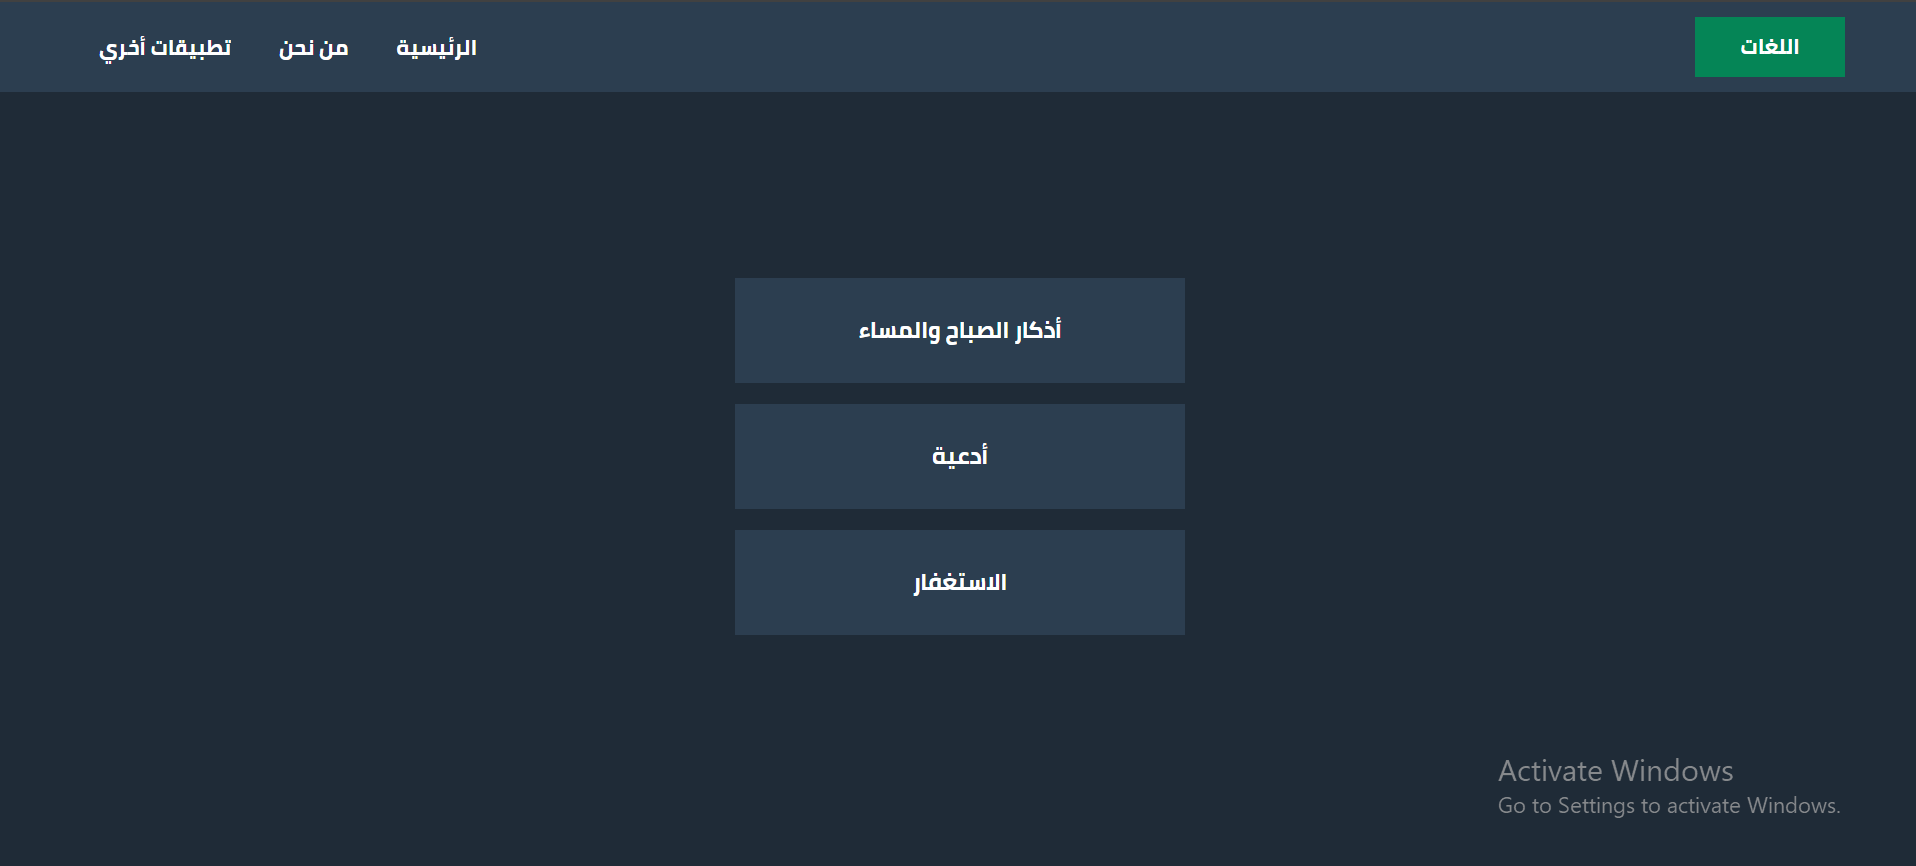 اللغات
الرئيسية
من نحن
تطبيقات أخري
أذكار الصباح والمساء
أدعية
الاستغفار
Activate Windows
Go to Settings to activate Windows.